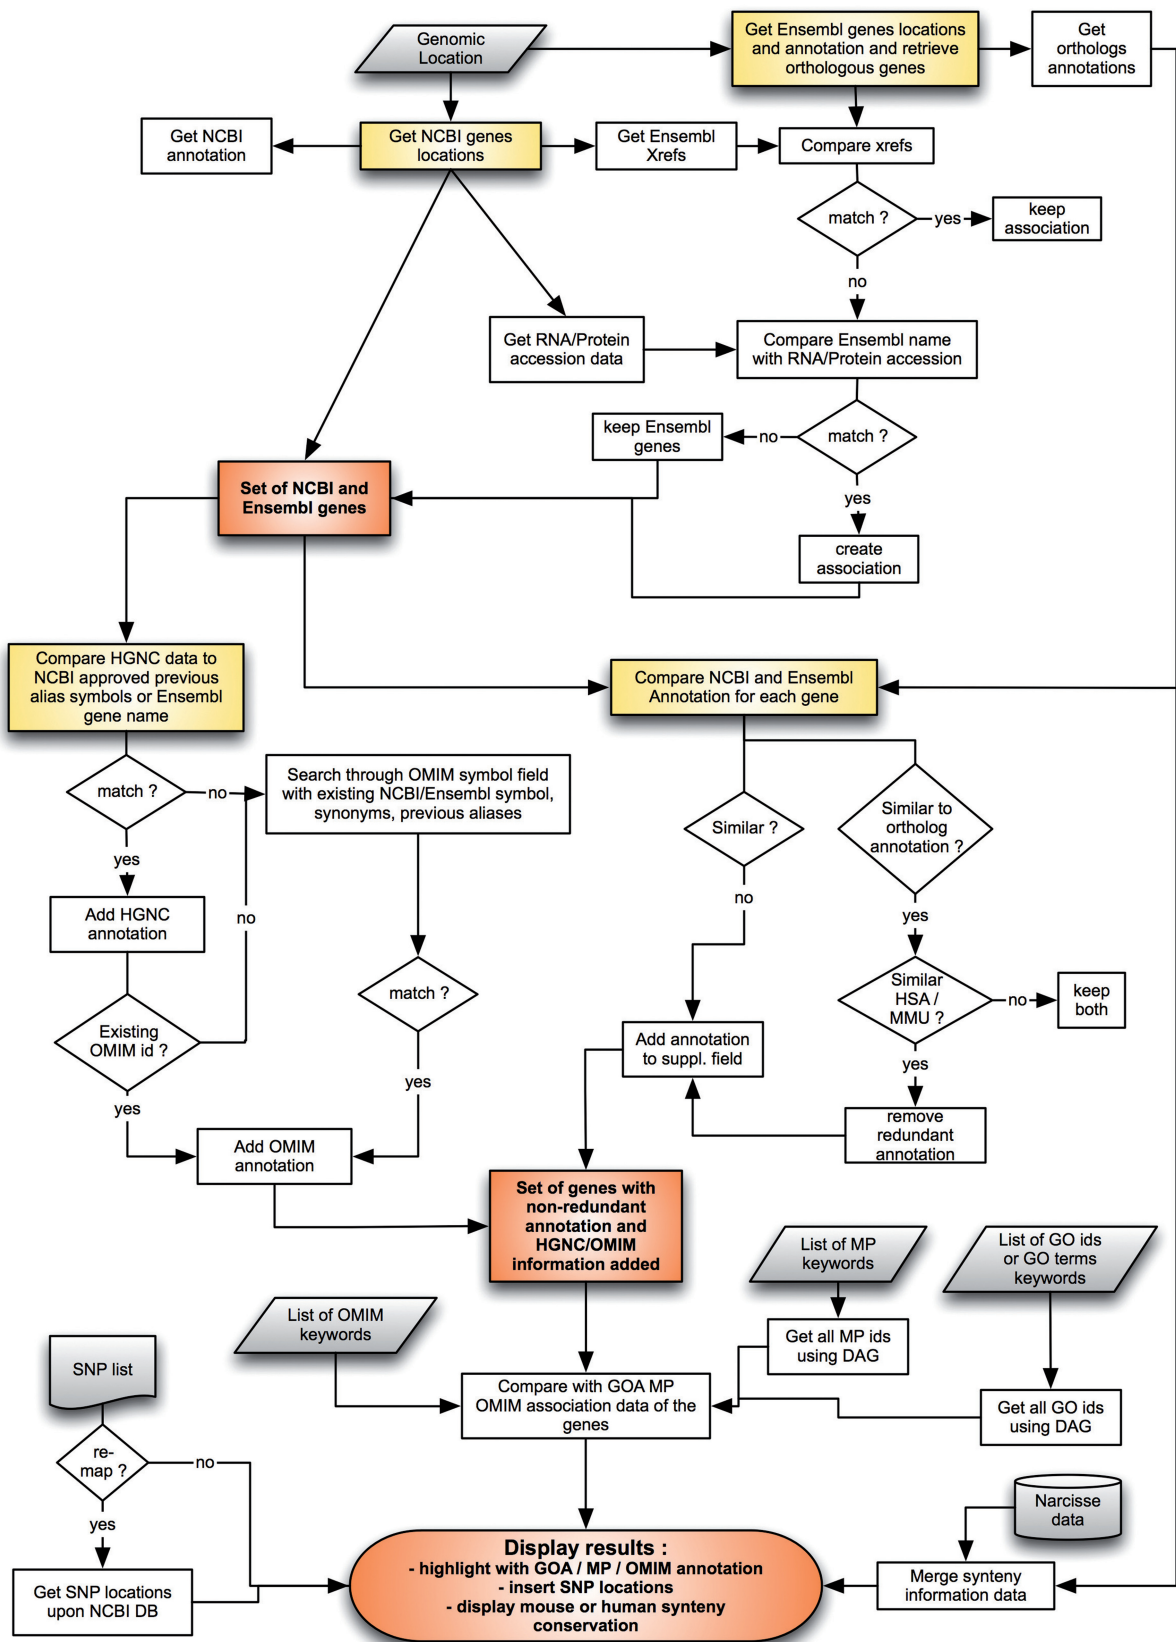 Genomic
Location
Get Ensembl genes locations
and annotation and retrieve
orthologous genes
Get
orthologs
annotations
Get NCBI
annotation
Get NCBI genes
locations
Get Ensembl
Xrefs
Compare xrefs
match ?
yes
keep
association
no
Get RNA/Protein
accession data
Compare Ensembl name
with RNA/Protein accession
keep Ensembl
genes
no
match ?
yes
Set of NCBI and
Ensembl genes
create
association
Compare HGNC data to
NCBI approved previous
alias symbols or Ensembl
gene name
Compare NCBI and Ensembl
Annotation for each gene
match ?
no
Search through OMIM symbol field
with existing NCBI/Ensembl symbol,
synonyms, previous aliases
Similar ?
Similar to
ortholog
annotation ?
yes
no
yes
Add HGNC
annotation
no
match ?
Similar
HSA /
MMU ?
no
keep
both
Existing
OMIM id ?
Add annotation
to suppl. field
yes
yes
yes
remove
redundant
annotation
Add OMIM
annotation
Set of genes with
non-redundant
annotation and
HGNC/OMIM
information added
List of MP
keywords
List of GO ids
or GO terms
keywords
List of OMIM
keywords
Get all MP ids
using DAG
SNP list
Compare with GOA MP
OMIM association data of the
genes
Get all GO ids
using DAG
re-
map ?
no
yes
Narcisse
data
Get SNP locations
upon NCBI DB
Display results :
- highlight with GOA / MP / OMIM annotation
- insert SNP locations
- display mouse or human synteny
conservation
Merge synteny
information data